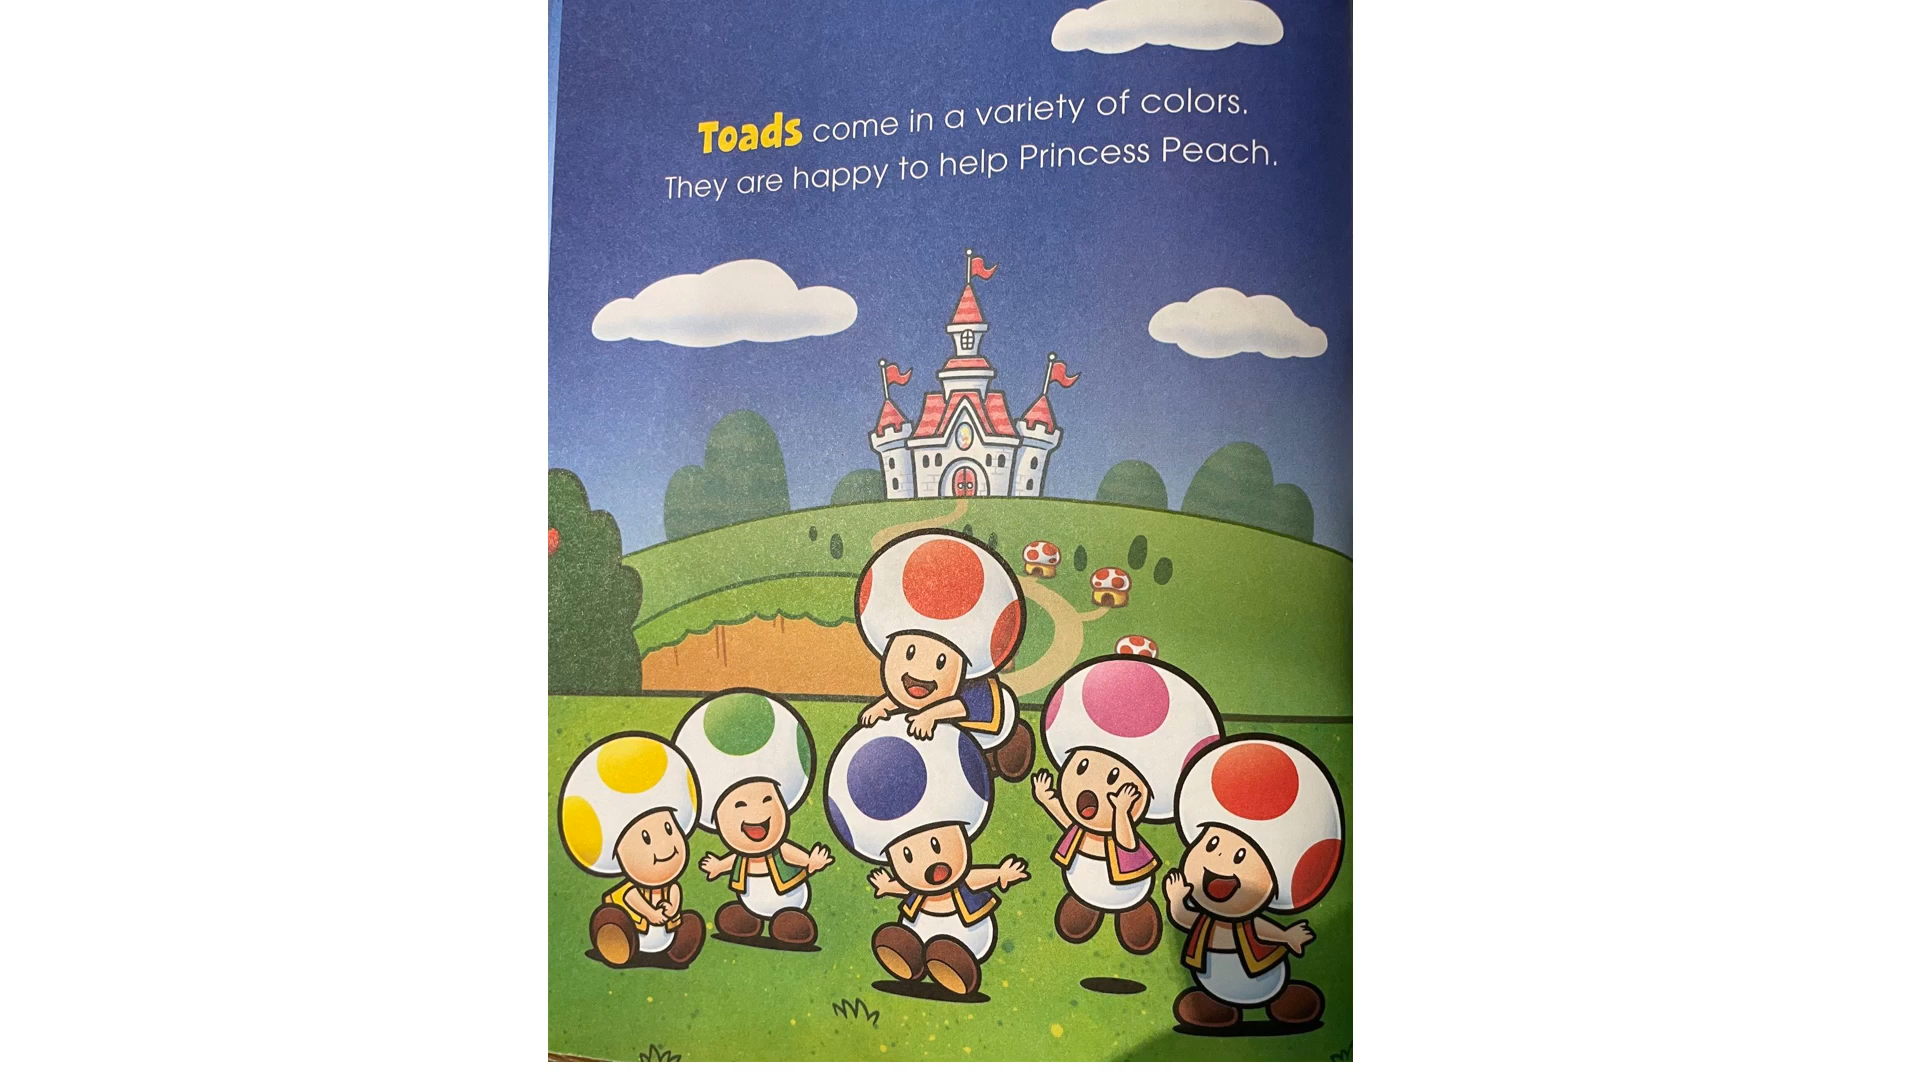 Toads come in a variety of colors.
They are happy to help Princess Peach.